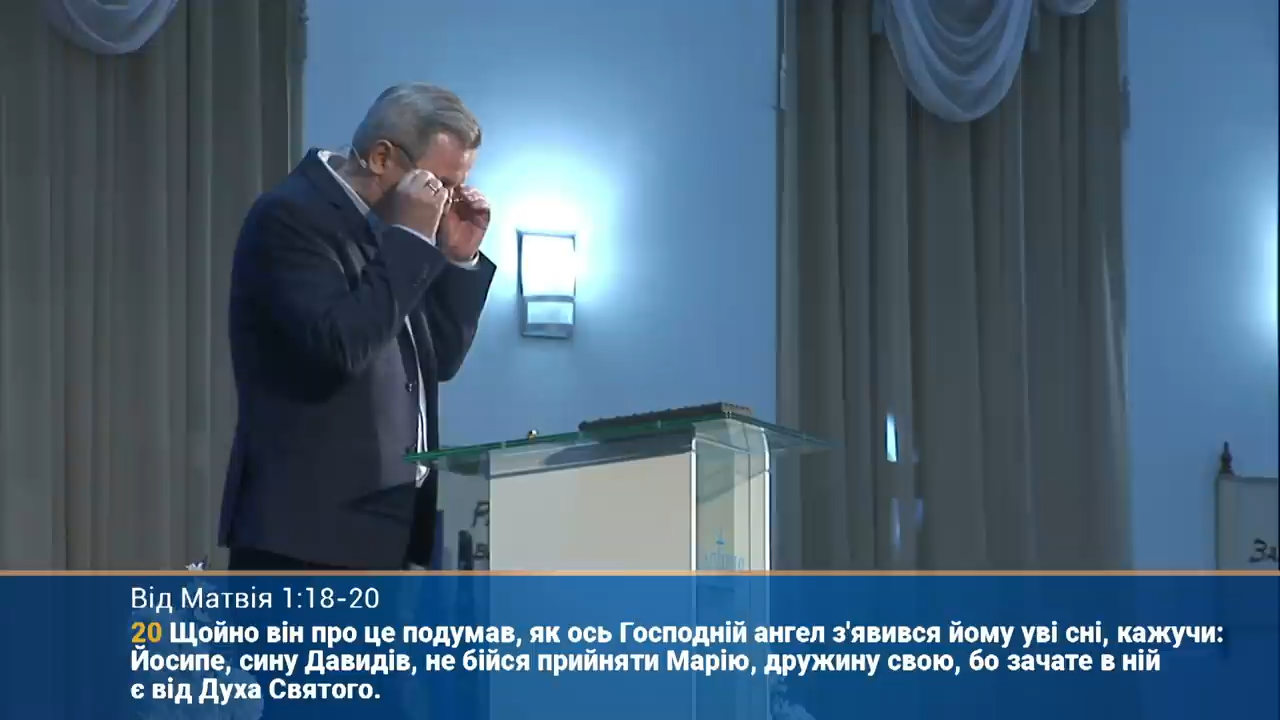 Від Матвія 1:18-20
20 Щойно він про це подумав, як ось Господній ангел з'явився йому уві сні, кажучи:
Йосипе, сину Давидів, не бійся прийняти Марію, дружину свою, бо зачате в ній
є від Духа Святого.